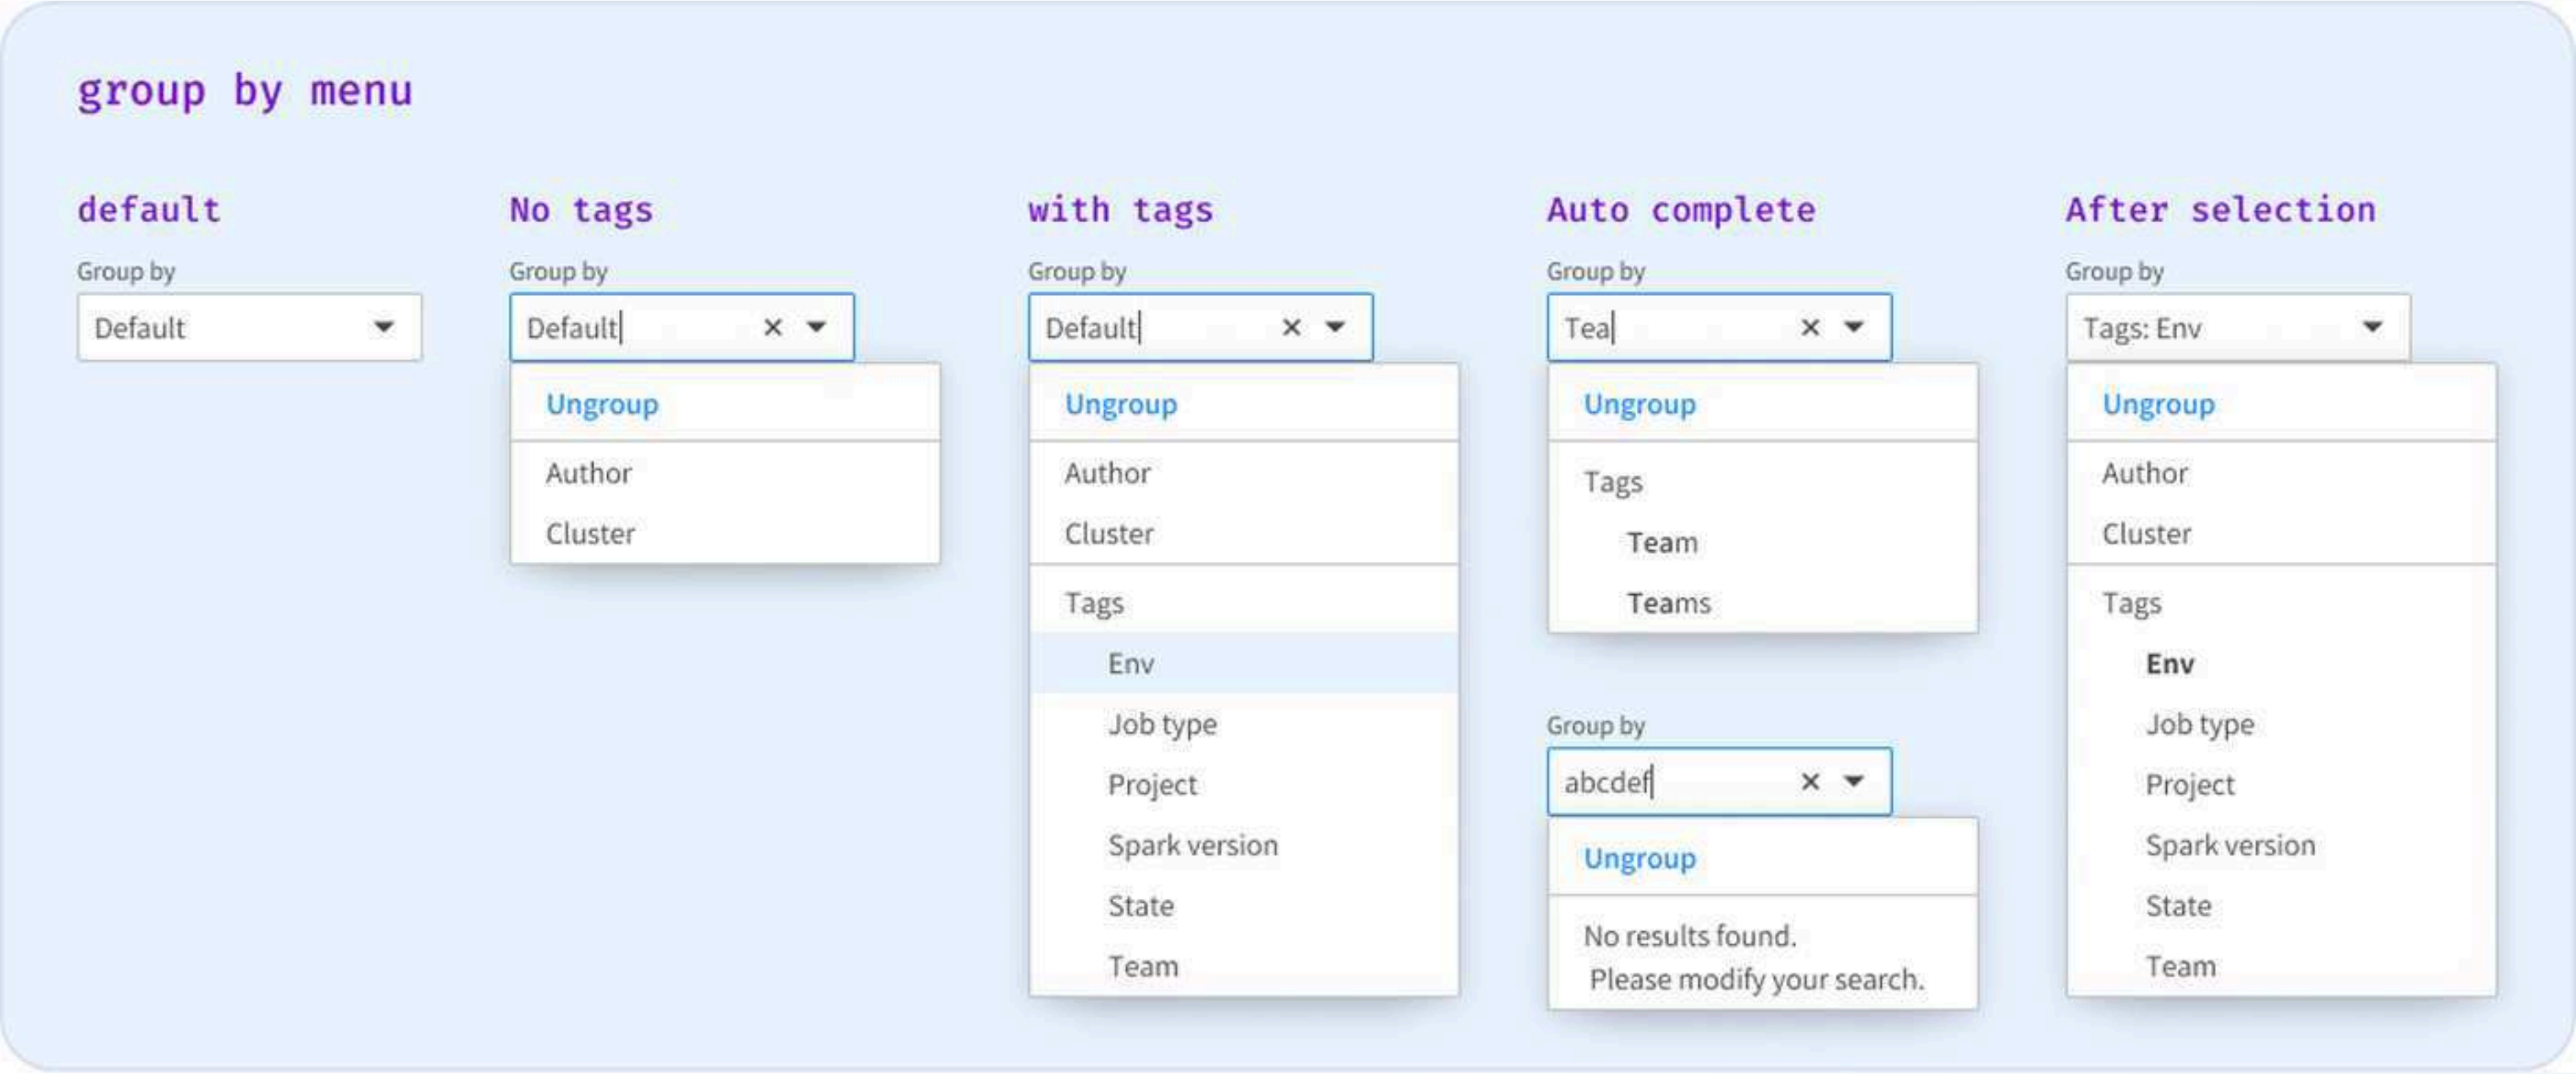 group by menu
default
Group by
Default
No tags
Group by
Default
Ungroup
Author
Cluster
with tags
Group by
Default
Ungroup
Author
Cluster
Tags
Env
Job type
Project
Spark version
State
Team
Auto complete
Group by
Tea
Ungroup
Tags
Team
Teams
Group by
abcdef
Ungroup
No results found.
Please modify your search.
After selection
Group by
Tags: Env
Ungroup
Author
Cluster
Tags
Env
Job type
Project
Spark version
State
Team